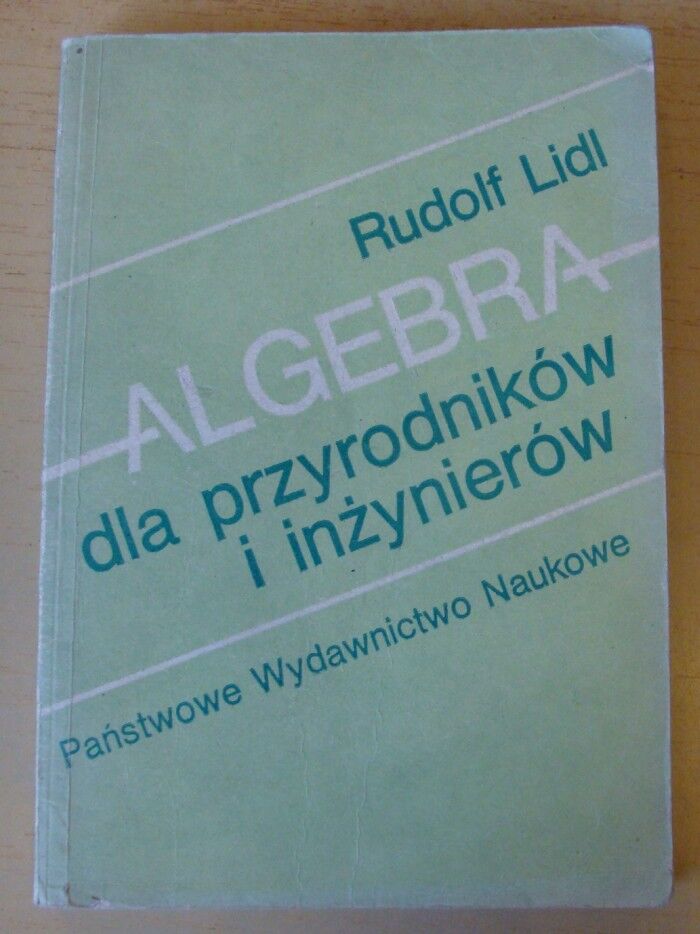 Rudolf Lidl
ALGEBRA
dla przyrodników
i inżynierów
Państwowe Wydawnictwo Naukowe